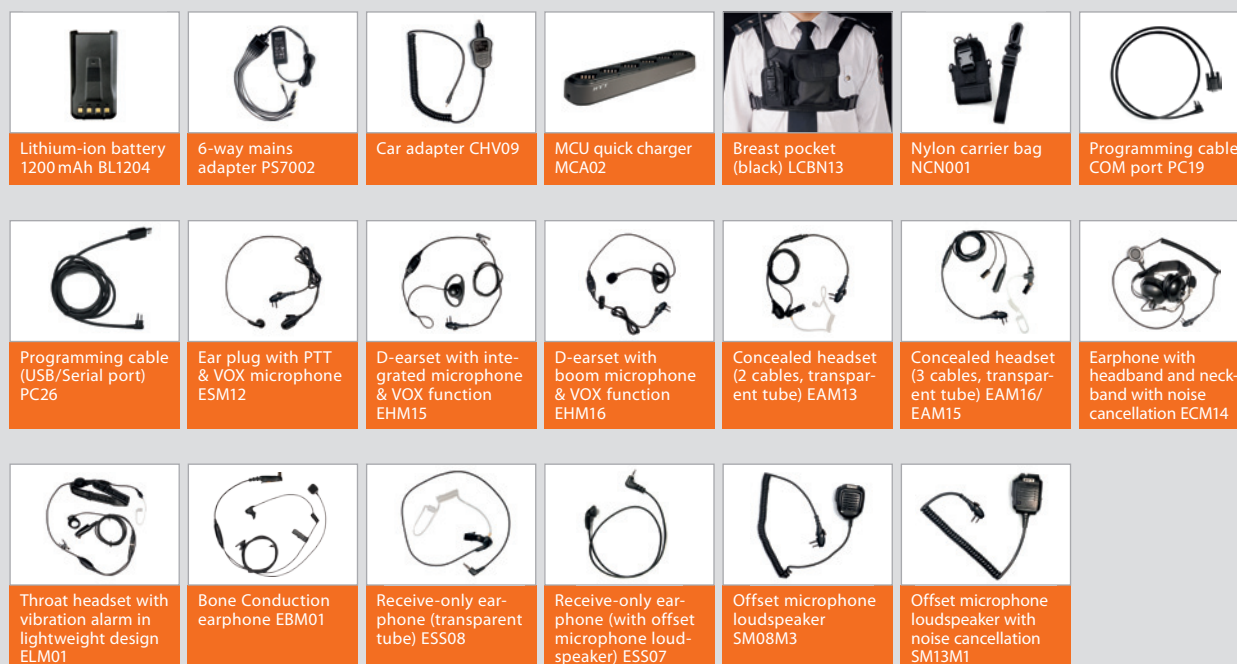 HYT
Lithium-ion battery
1200 mAh BL1204
6-way mains
adapter PS7002
Car adapter CHV09
MCU quick charger
MCA02
Breast pocket
(black) LCBN13
Nylon carrier bag
NCN001
Programming cable
COM port PC19
Programming cable
(USB/Serial port)
PC26
Ear plug with PTT
& VOX microphone
ESM12
D-earset with inte-
grated microphone
& VOX function
EHM15
D-earset with
boom microphone
& VOX function
EHM16
Concealed headset
(2 cables, transpar-
ent tube) EAM13
Concealed headset
(3 cables, transpar-
ent tube) EAM16/
EAM15
Earphone with
headband and neck-
band with noise
cancellation ECM14
Throat headset with
vibration alarm in
lightweight design
ELM01
Bone Conduction
earphone EBM01
Receive-only ear-
phone (transparent
tube) ESS08
Receive-only ear-
phone (with offset
microphone loud-
speaker) ESS07
Offset microphone
loudspeaker
SM08M3
Offset microphone
loudspeaker with
noise cancellation
SM13M1